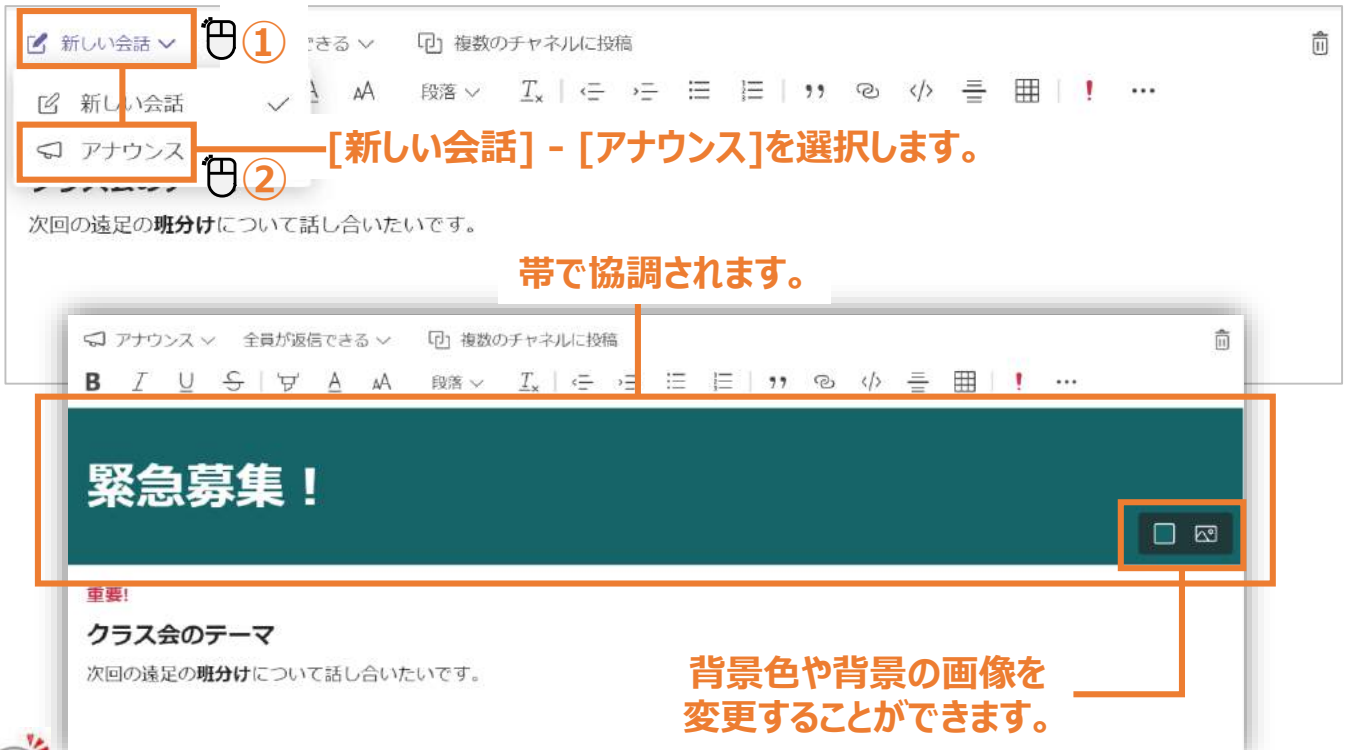 新しい会話
①
できる
複数のチャネルに投稿
新しい会話
A
AA
段落
アナウンス
②
[新しい会話] - [アナウンス]を選択します。
次回の遠足の班分けについて話し合いたいです。
帯で協調されます。
アナウンス 全員が返信できる 複数のチャネルに投稿
B I U S A AA 段落
緊急募集！
重要!
クラス会のテーマ
次回の遠足の班分けについて話し合いたいです。
背景色や背景の画像を
変更することができます。